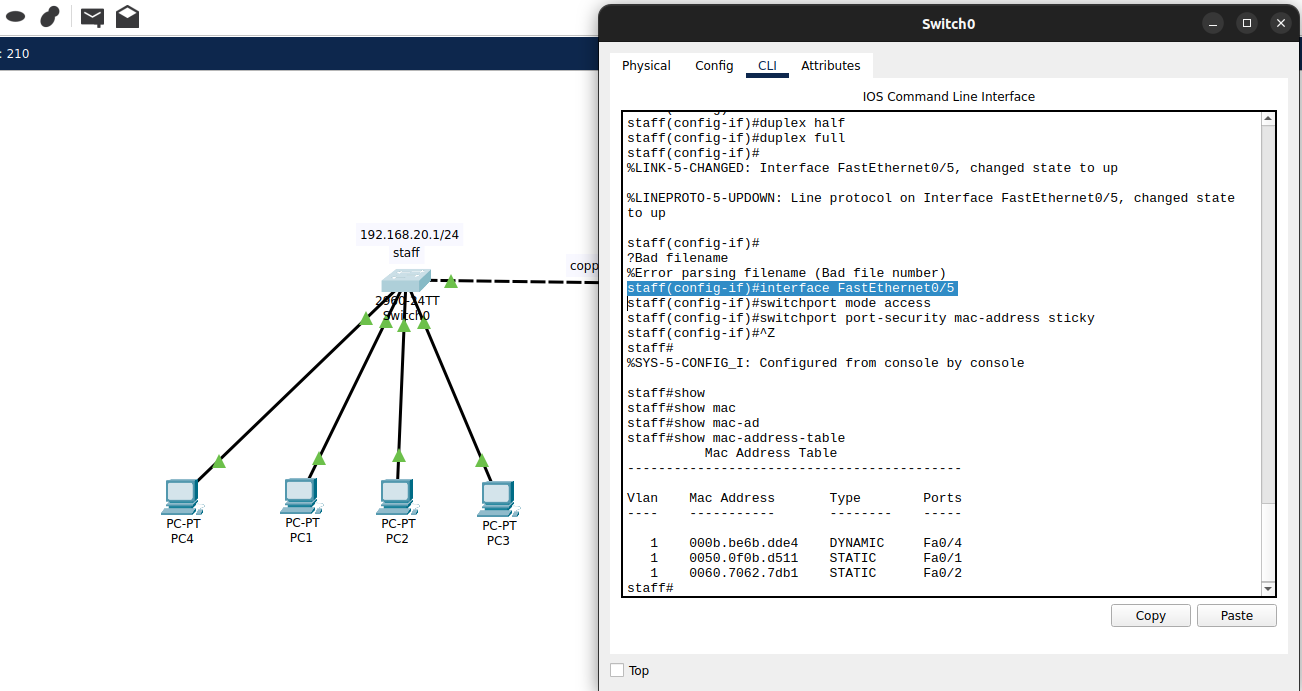 : 210
192.168.20.1/24
staff
copp
2960-24TT
Switch0
PC-PT
PC4
PC-PT
PC1
PC-PT
PC2
PC-PT
PC3
Switch0
Physical Config CLI Attributes
IOS Command Line Interface
staff(config-if)#duplex half
staff(config-if)#duplex full
staff(config-if)#
%LINK-5-CHANGED: Interface FastEthernet0/5, changed state to up
%LINEPROTO-5-UPDOWN: Line protocol on Interface FastEthernet0/5, changed state
to up
staff(config-if)#
?Bad filename
%Error parsing filename (Bad file number)
staff(config-if)#interface FastEthernet0/5
staff(config-if)#switchport mode access
staff(config-if)#switchport port-security mac-address sticky
staff(config-if)#^Z
staff#
%SYS-5-CONFIG_I: Configured from console by console
staff#show
staff#show mac
staff#show mac-ad
staff#show mac-address-table
Mac Address Table
-------------------------------------------
Vlan Mac Address Type Ports
---- ----------- -------- -----
1 000b.be6b.dde4 DYNAMIC Fa0/4
1 0050.0f0b.d511 STATIC Fa0/1
1 0060.7062.7db1 STATIC Fa0/2
staff#
Copy Paste
Top